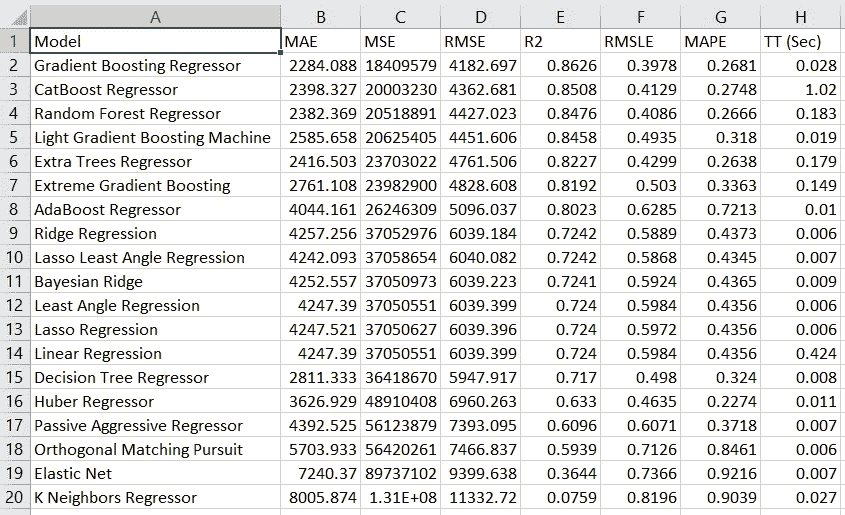 A B C D E F G H
1 Model MAE MSE RMSE R2 RMSLE MAPE TT (Sec)
2 Gradient Boosting Regressor 2284.088 18409579 4182.697 0.8626 0.3978 0.2681 0.028
3 CatBoost Regressor 2398.327 20003230 4362.681 0.8508 0.4129 0.2748 1.02
4 Random Forest Regressor 2382.369 20518891 4427.023 0.8476 0.4086 0.2666 0.183
5 Light Gradient Boosting Machine 2585.658 20625405 4451.606 0.8458 0.4935 0.318 0.019
6 Extra Trees Regressor 2416.503 23703022 4761.506 0.8227 0.4299 0.2638 0.179
7 Extreme Gradient Boosting 2761.108 23982900 4828.608 0.8192 0.503 0.3363 0.149
8 AdaBoost Regressor 4044.161 26246309 5096.037 0.8023 0.6285 0.7213 0.01
9 Ridge Regression 4257.256 37052976 6039.184 0.7242 0.5889 0.4373 0.006
10 Lasso Least Angle Regression 4242.093 37058654 6040.082 0.7242 0.5868 0.4345 0.007
11 Bayesian Ridge 4252.557 37050973 6039.223 0.7241 0.5924 0.4365 0.009
12 Least Angle Regression 4247.39 37050551 6039.399 0.724 0.5984 0.4356 0.006
13 Lasso Regression 4247.521 37050627 6039.396 0.724 0.5972 0.4356 0.006
14 Linear Regression 4247.39 37050551 6039.399 0.724 0.5984 0.4356 0.424
15 Decision Tree Regressor 2811.333 36418670 5947.917 0.717 0.498 0.324 0.008
16 Huber Regressor 3626.929 48910408 6960.263 0.633 0.4635 0.2274 0.011
17 Passive Aggressive Regressor 4392.525 56123879 7393.095 0.6096 0.6071 0.3718 0.007
18 Orthogonal Matching Pursuit 5703.933 56420261 7466.837 0.5939 0.7126 0.8461 0.006
19 Elastic Net 7240.37 89737102 9399.638 0.3644 0.7366 0.9216 0.007
20 K Neighbors Regressor 8005.874 1.31E+08 11332.72 0.0759 0.8196 0.9039 0.027